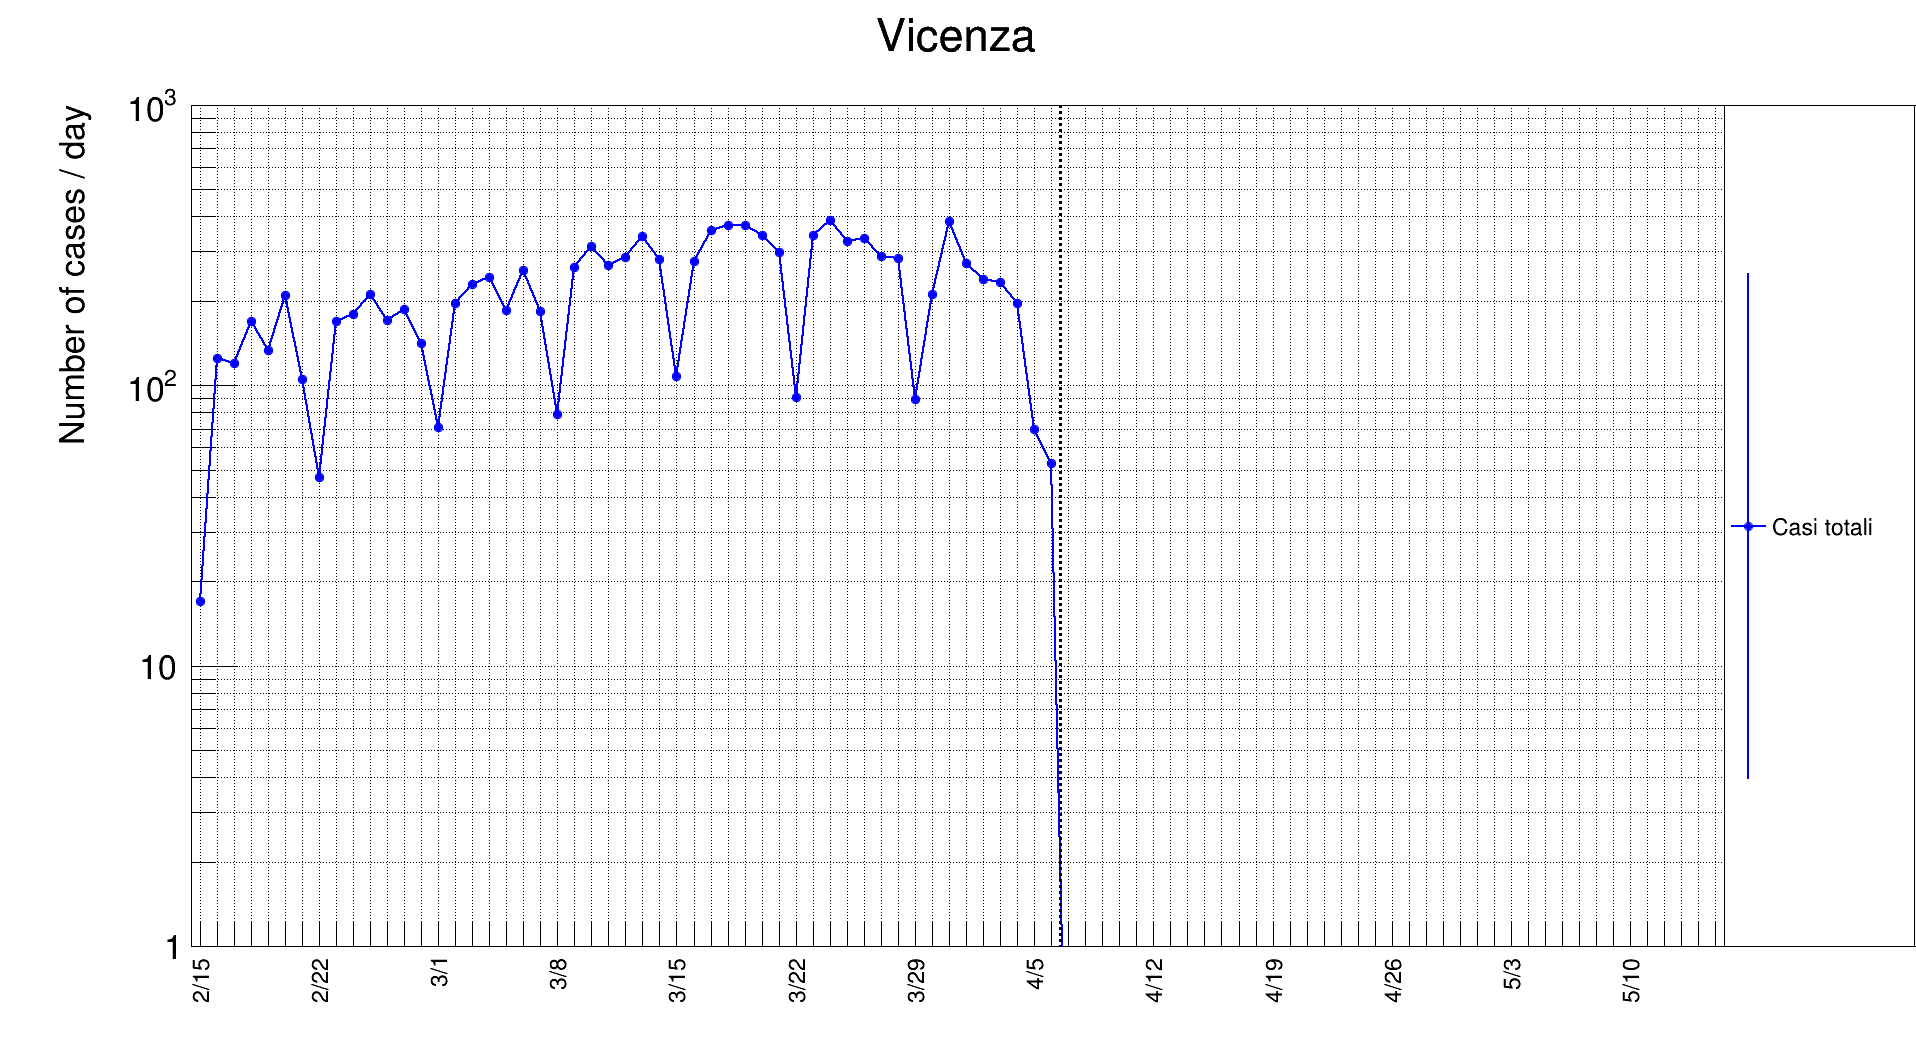 Vicenza
Number of cases / day
10³
10²
10
1
2/15 2/22 3/1 3/8 3/15 3/22 3/29 4/5 4/12 4/19 4/26 5/3 5/10
Casi totali